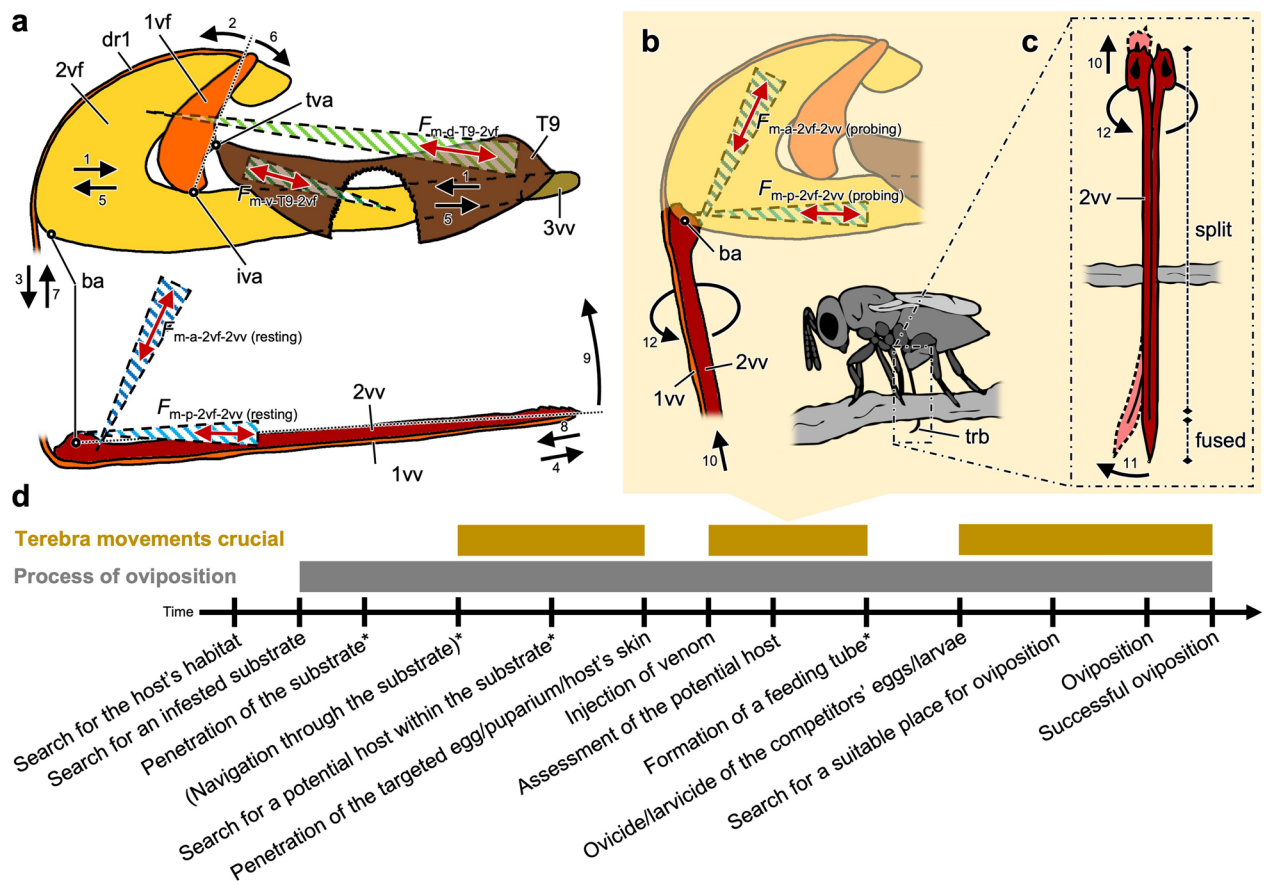 a
1vf
dr1
2vf
2
6
tva
F m-d-T9-2vf
T9
1
5
F m-v-T9-2vf
1
5
3vv
3
7
ba
iva
F m-a-2vf-2vv (resting)
9
F m-p-2vf-2vv (resting)
2vv
8
4
1vv
b
F m-a-2vf-2vv (probing)
F m-p-2vf-2vv (probing)
ba
12
2vv
1vv
10
trb
c
10
12
2vv
split
fused
11
d
Terebra movements crucial
Process of oviposition
Time
Search for the host's habitat
Search for an infested substrate
Penetration of the substrate*
(Navigation through the substrate)*
Search for a potential host within the substrate*
Penetration of the targeted egg/puparium/host's skin
Injection of venom
Assessment of the potential host
Formation of a feeding tube*
Ovicide/larvicide of the competitors' eggs/larvae
Search for a suitable place for oviposition
Oviposition
Successful oviposition